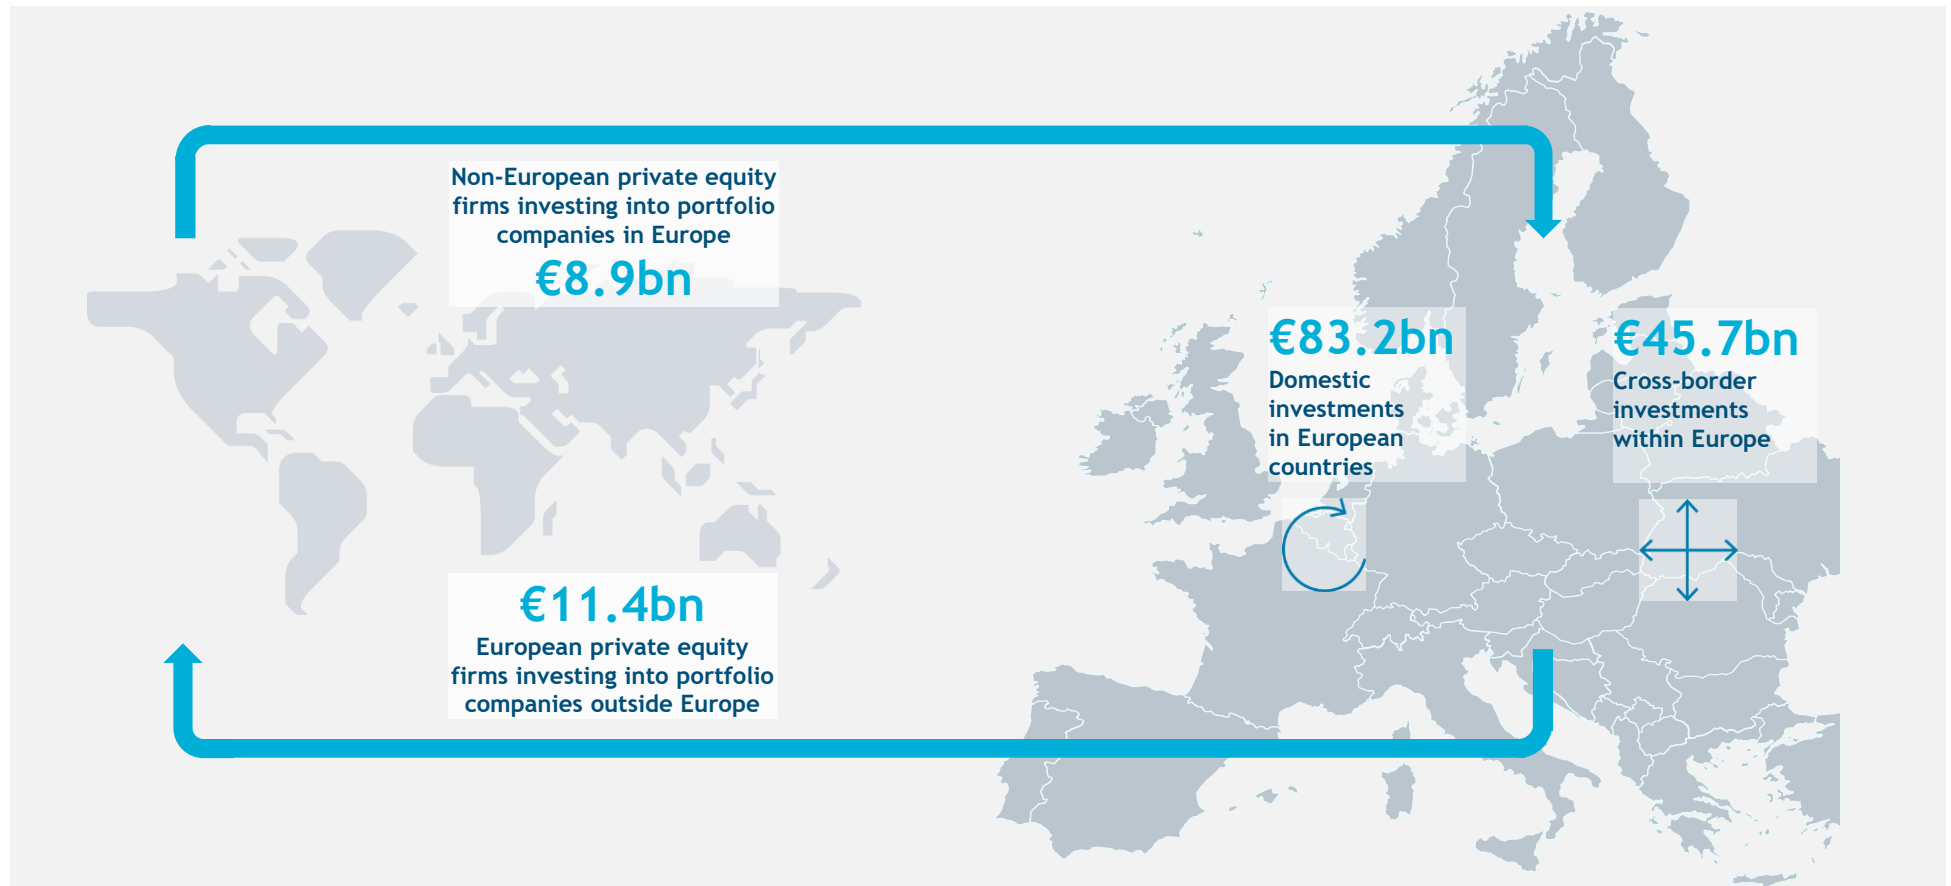 Non-European private equity
firms investing into portfolio
companies in Europe
€8.9bn
€83.2bn
Domestic
investments
in European
countries
€45.7bn
Cross-border
investments
within Europe
€11.4bn
European private equity
firms investing into portfolio
companies outside Europe